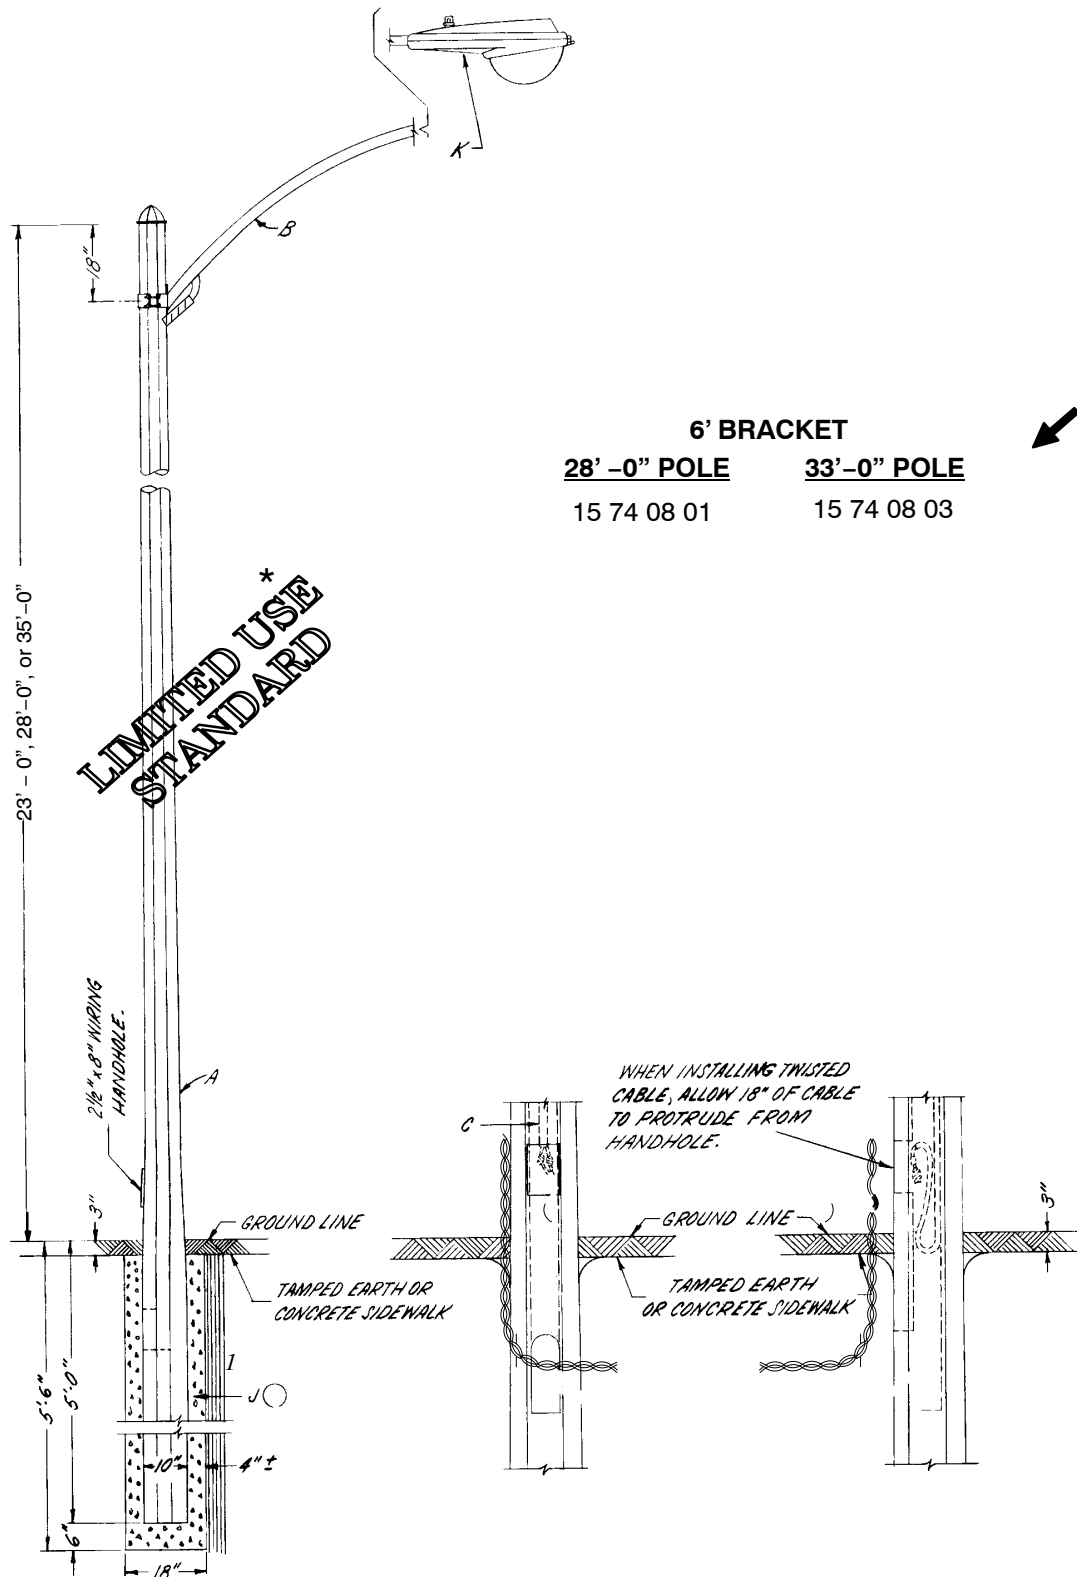 K
B
18"
6' BRACKET
28' –0" POLE 33'–0" POLE
15 74 08 01 15 74 08 03
23' – 0", 28'–0", or 35'–0"
*
LIMITED USE
STANDARD
2½" x 8" WIRING
HANDHOLE.
A
WHEN INSTALLING TWISTED
CABLE, ALLOW 18" OF CABLE
TO PROTRUDE FROM
HANDHOLE.
C
3"
GROUND LINE
GROUND LINE
3"
TAMPED EARTH OR
CONCRETE SIDEWALK
TAMPED EARTH
OR CONCRETE SIDEWALK
1
J
5'-6"
5'-0"
10"
4" ±
6"
18"